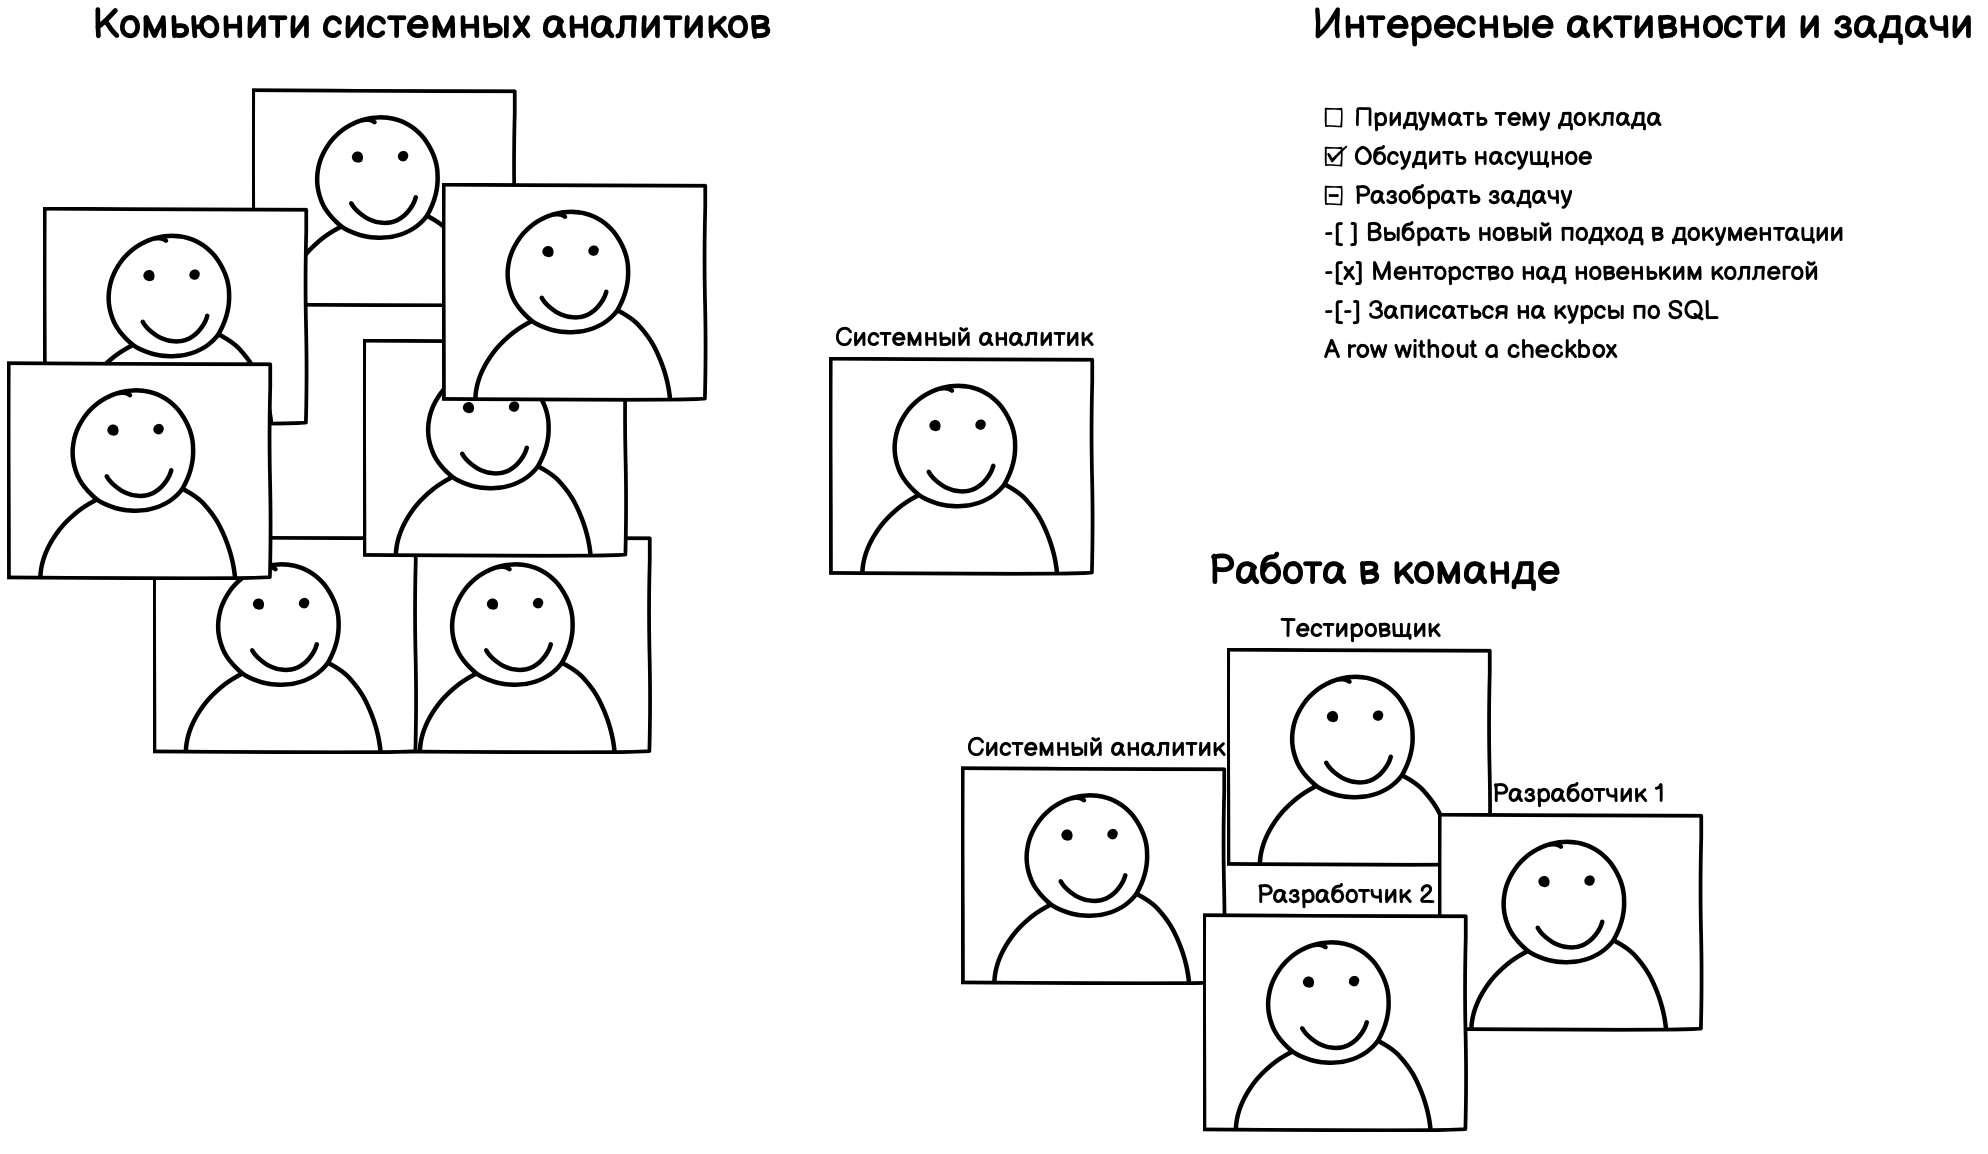 Комьюнити системных аналитиков
Интересные активности и задачи
Придумать тему доклада
Обсудить насущное
Разобрать задачу
-[ ] Выбрать новый подход в документации
-[x] Менторство над новеньким коллегой
-[-] Записаться на курсы по SQL
A row without a checkbox
Системный аналитик
Работа в команде
Тестировщик
Системный аналитик
Разработчик 1
Разработчик 2